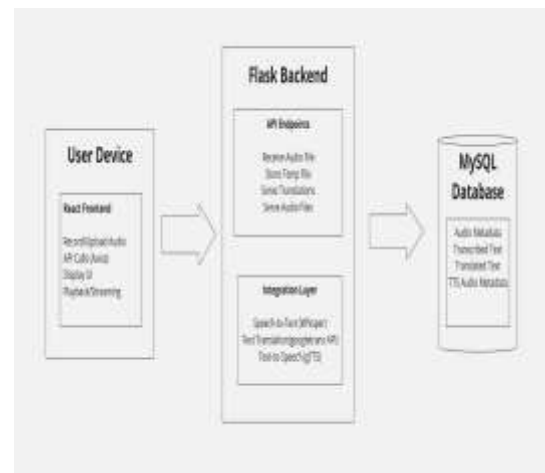 User Device
React Frontend
Record/Upload Audio
API Calls (Axios)
Display UI
Playback/Streaming
Flask Backend
API Endpoints
Receive Audio File
Store Temp File
Send Translations
Serve Audio Files
Integration Layer
Speech-to-Text (Whisper)
Text Translation(googletrans API)
Text-to-Speech (gTTS)
MySQL
Database
Audio Metadata
Transcribed Text
Translated Text
TTS Audio Metadata